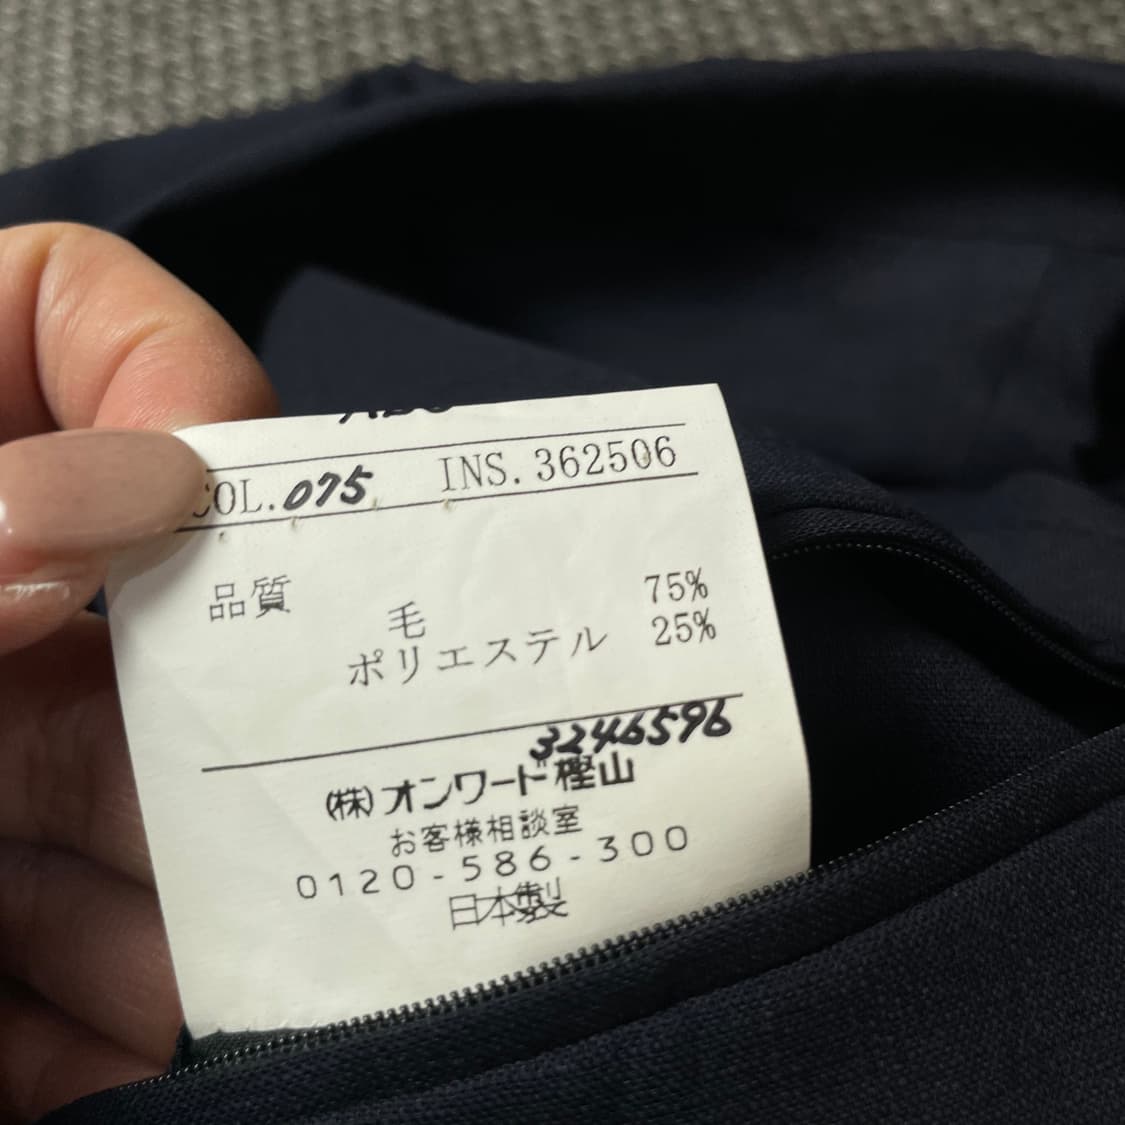 COL.075 INS.362506
品質
毛 75%
ポリエステル 25%
3246596
(株)オンワード樫山
お客様相談室
0120-586-300
日本製